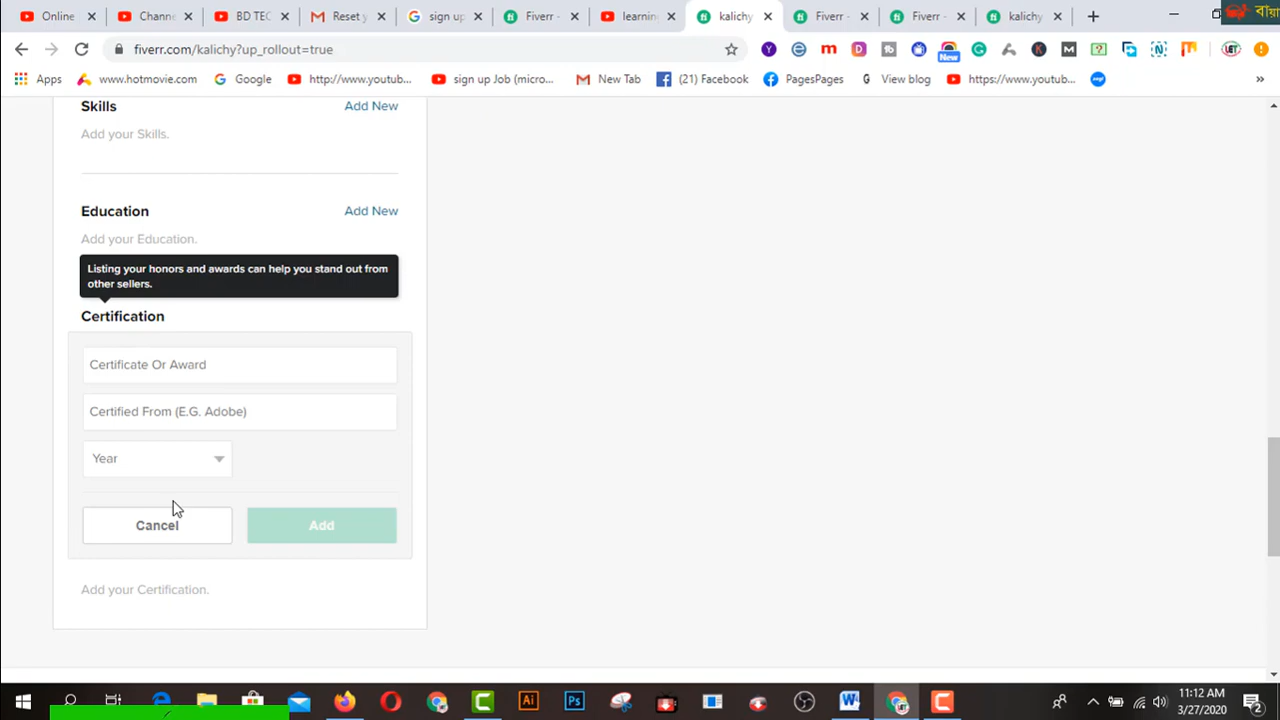 Online
Channe
BD TEC
Reset y
sign up
Fiverr
learnin
kalichy
Fiverr -
Fiverr -
kalichy
বাঁয়া
fiverr.com/kalichy?up_rollout=true
New
Apps
www.hotmovie.com
Google
http://www.youtub...
sign up Job (micro...
New Tab
(21) Facebook
PagesPages
View blog
https://www.youtub...
Skills
Add New
Add your Skills.
Education
Add New
Add your Education.
Listing your honors and awards can help you stand out from
other sellers.
Certification
Certificate Or Award
Certified From (E.G. Adobe)
Year
Cancel
Add
Add your Certification.
11:12 AM
3/27/2020
2